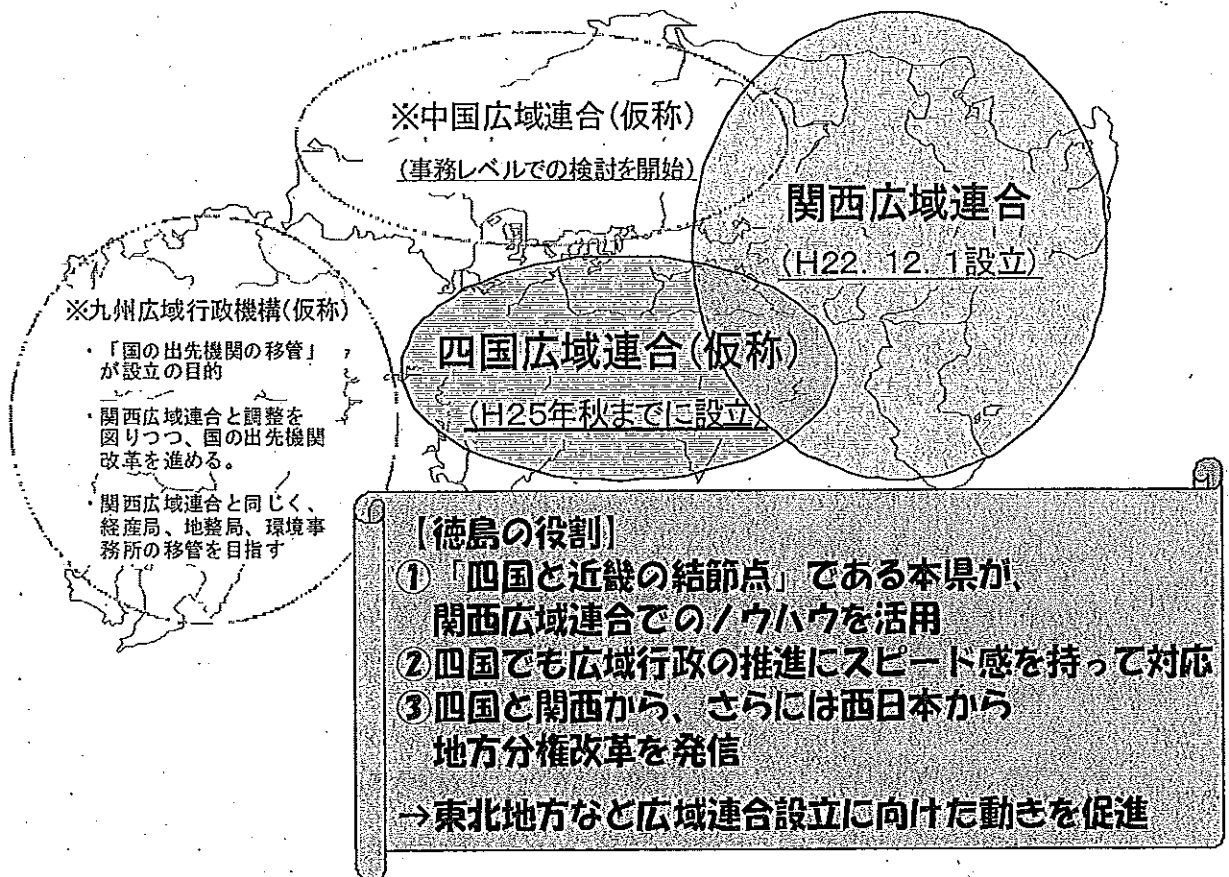 ※中国広域連合(仮称)
(事務レベルでの検討を開始)
関西広域連合
(H22. 12. 1設立)
※九州広域行政機構(仮称)
・「国の出先機関の移管」
が設立の目的
・関西広域連合と調整を
図りつつ、国の出先機関
改革を進める。
・関西広域連合と同じく、
経産局、地整局、環境事
務所の移管を目指す
四国広域連合(仮称)
(H25年秋までに設立)
【徳島の役割】
①「四国と近畿の結節点」である本県が、
関西広域連合でのノウハウを活用
②四国でも広域行政の推進にスピード感を持って対応
③四国と関西から、さらには西日本から
地方分権改革を発信
→東北地方など広域連合設立に向けた動きを促進